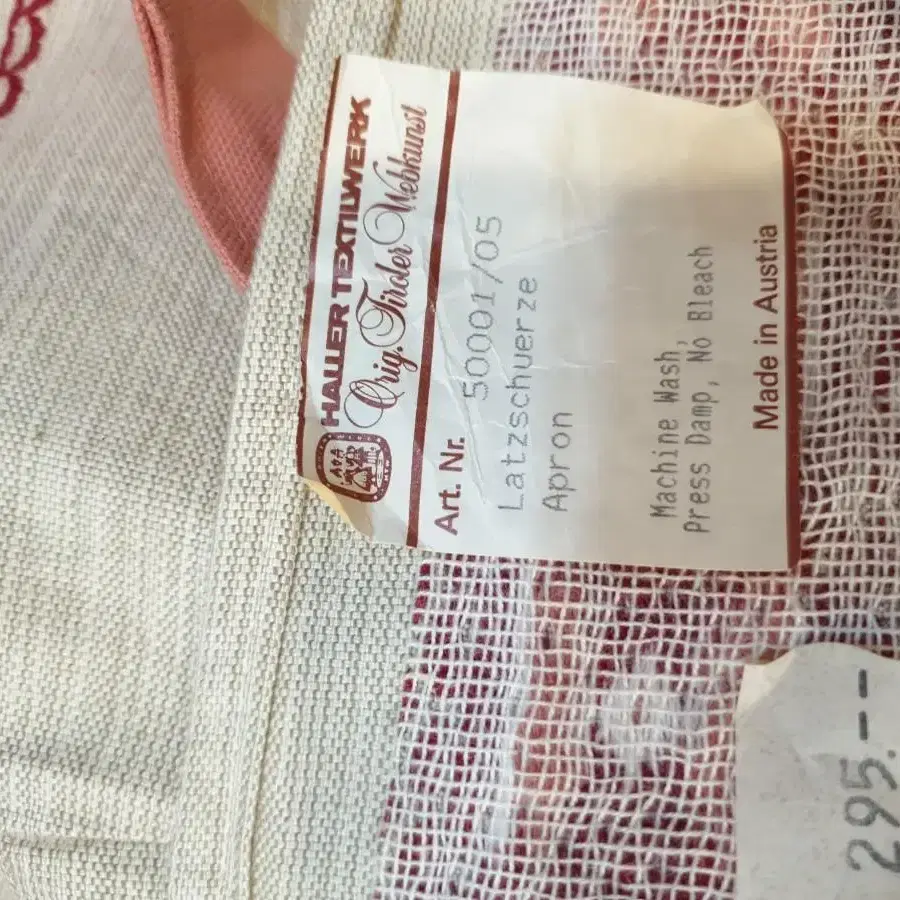 HALLER TEXTILWERK
Orig. Tiroler Webkunst
Art. Nr. 50001/05
Latzschuerze
Apron
Machine Wash,
Press Damp, No Bleach
Made in Austria
295.--